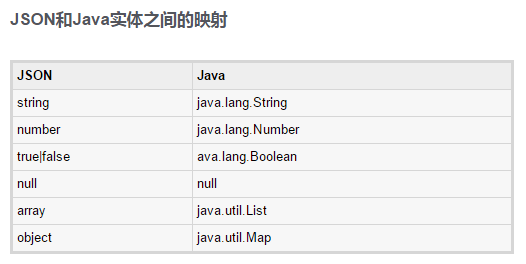 JSON和Java实体之间的映射
JSON Java
string java.lang.String
number java.lang.Number
true|false ava.lang.Boolean
null null
array java.util.List
object java.util.Map